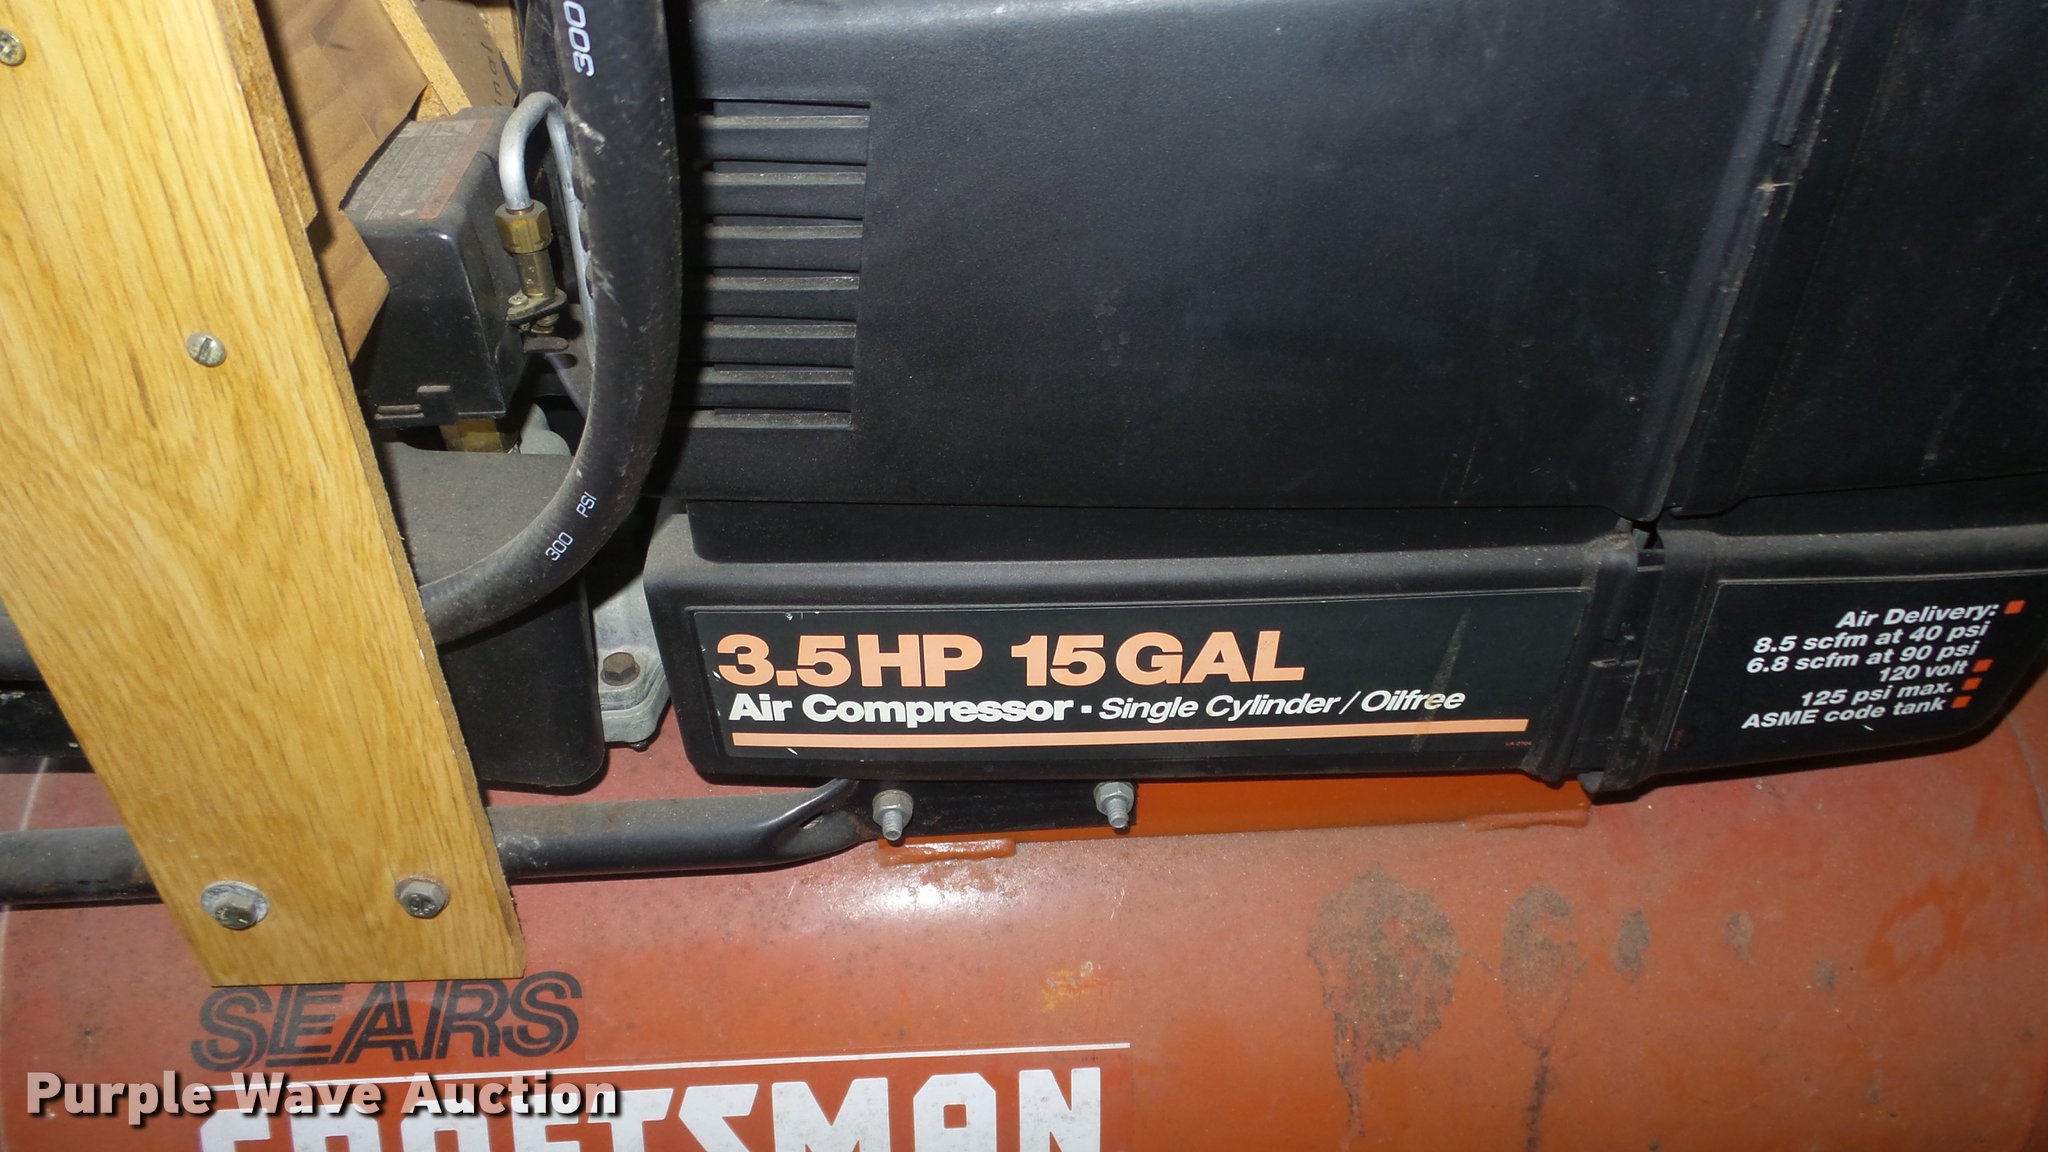 300
300 PSI
3.5HP 15GAL
Air Compressor - Single Cylinder / Oilfree
Air Delivery:
8.5 scfm at 40 psi
6.8 scfm at 90 psi
120 volt
125 psi max.
ASME code tank
SEARS
CRAFTSMAN
Purple Wave Auction